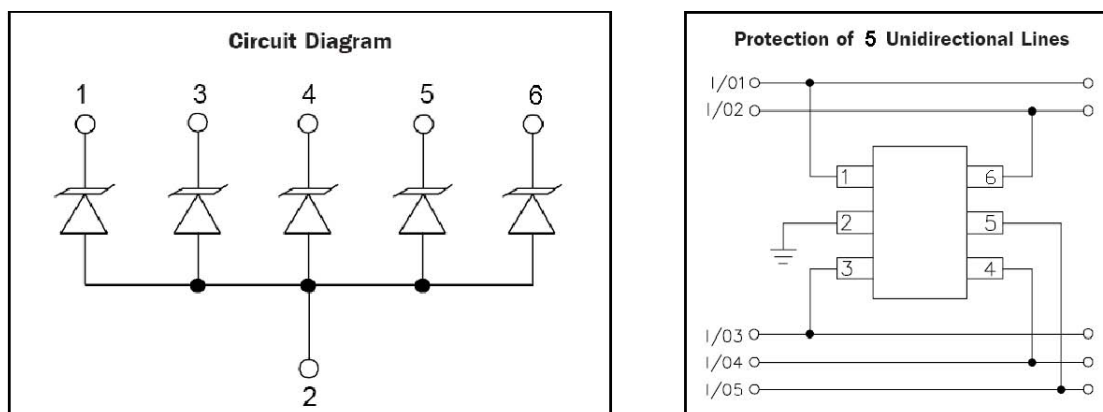 Circuit Diagram
1 3 4 5 6
2
Protection of 5 Unidirectional Lines
I/01
I/02
1 6
2 5
3 4
I/03
I/04
I/05